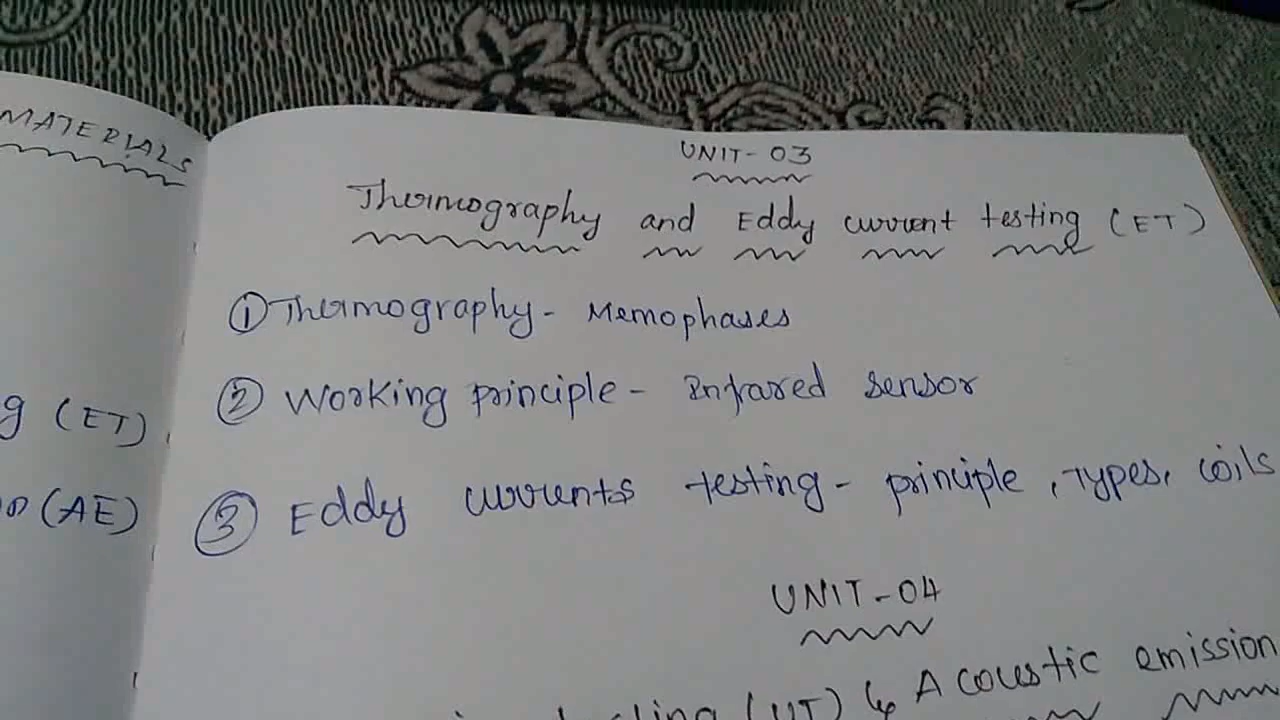 MATERIALS
(ET)
(AE)
UNIT-03
Thermography and Eddy current testing (ET)
① Thermography - Memophases
② Working principle - Infrared sensor
③ Eddy currents testing - principle, Types, coils
UNIT-04
(UT) & Acoustic emission